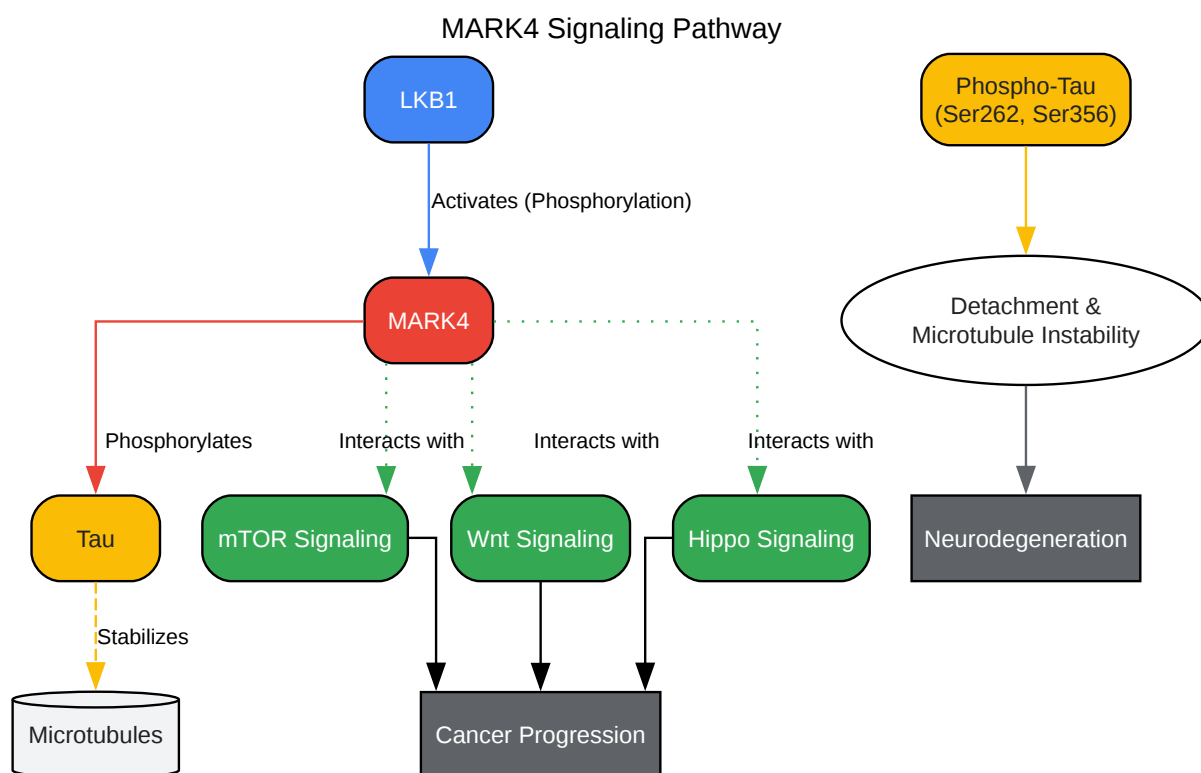 MARK4 Signaling Pathway
LKB1
Phospho-Tau
(Ser262, Ser356)
Activates (Phosphorylation)
MARK4
Detachment &
Microtubule Instability
Phosphorylates
Interacts with
Interacts with
Interacts with
Tau
mTOR Signaling
Wnt Signaling
Hippo Signaling
Neurodegeneration
Stabilizes
Microtubules
Cancer Progression